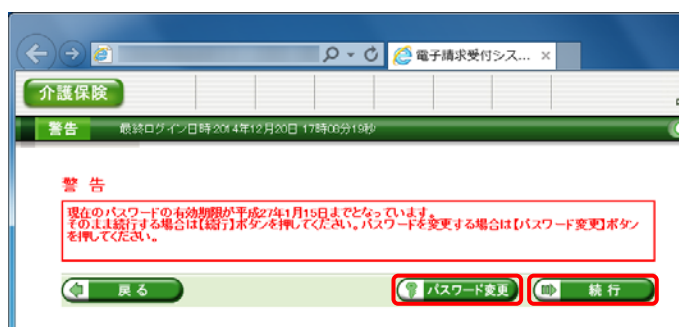 電子請求受付シス...
介護保険
警告 最終ログイン日時 2014年12月20日 17時06分19秒
警 告
現在のパスワードの有効期限が平成27年1月15日までとなっています。
そのまま続行する場合は【続行】ボタンを押してください。パスワードを変更する場合は【パスワード変更】ボタン
を押してください。
戻る パスワード変更 続行